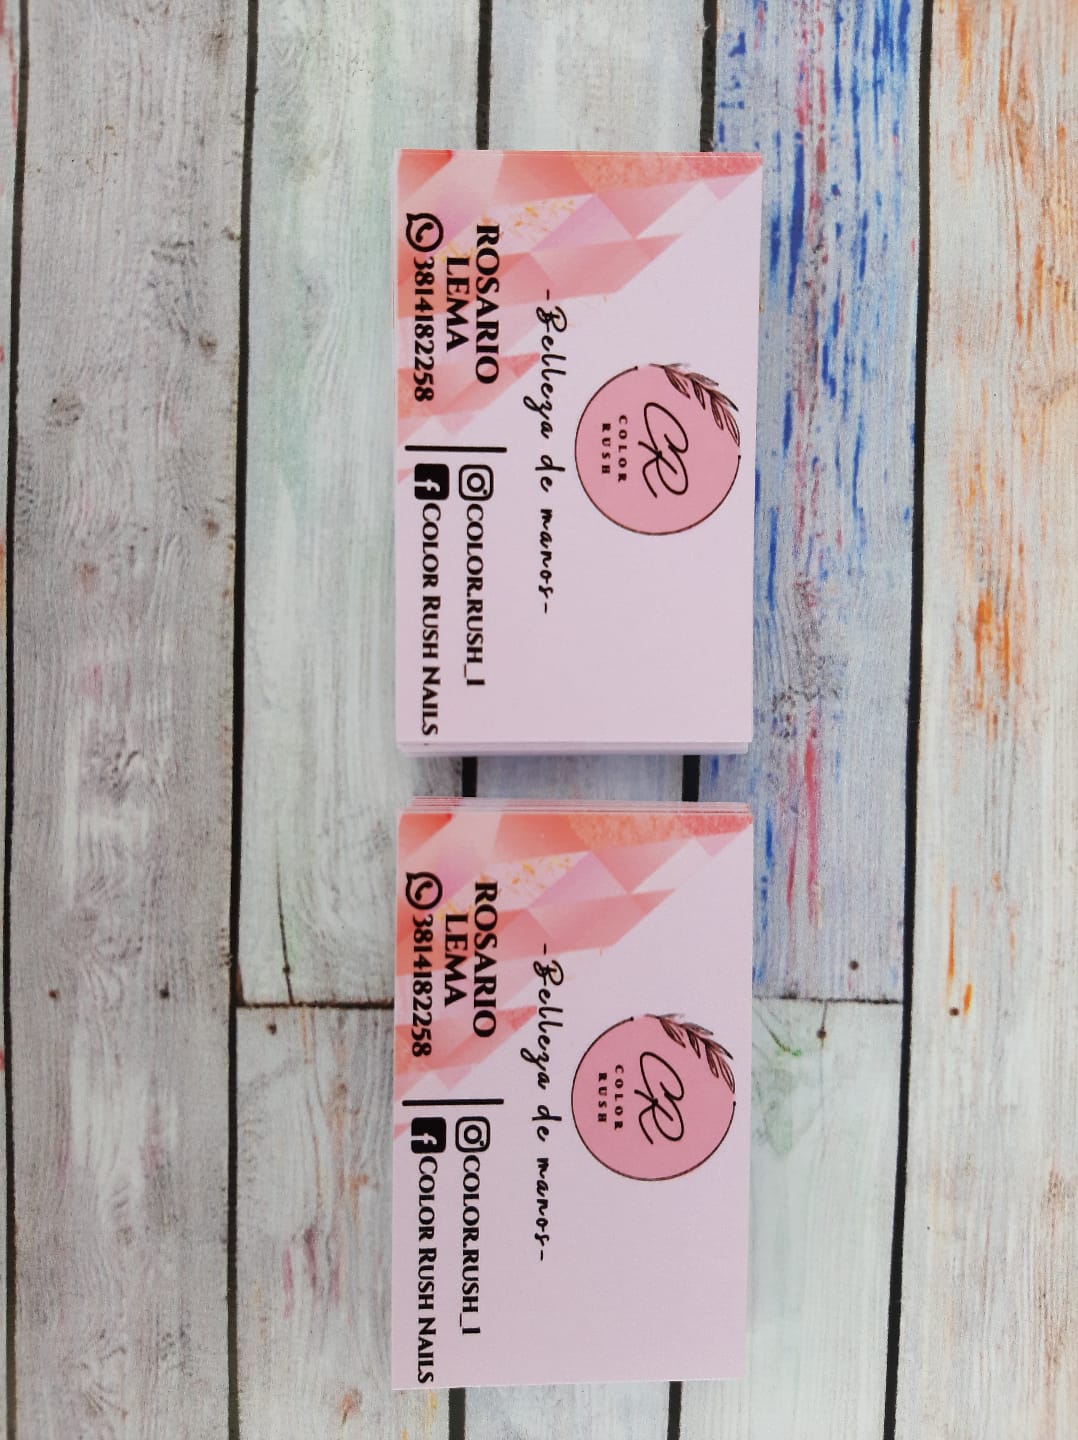 CR
COLOR
RUSH
-Belleza de manos-
ROSARIO
LEMA
3814182258
COLOR.RUSH_1
COLOR RUSH NAILS
CR
COLOR
RUSH
-Belleza de manos-
ROSARIO
LEMA
3814182258
COLOR.RUSH_1
COLOR RUSH NAILS